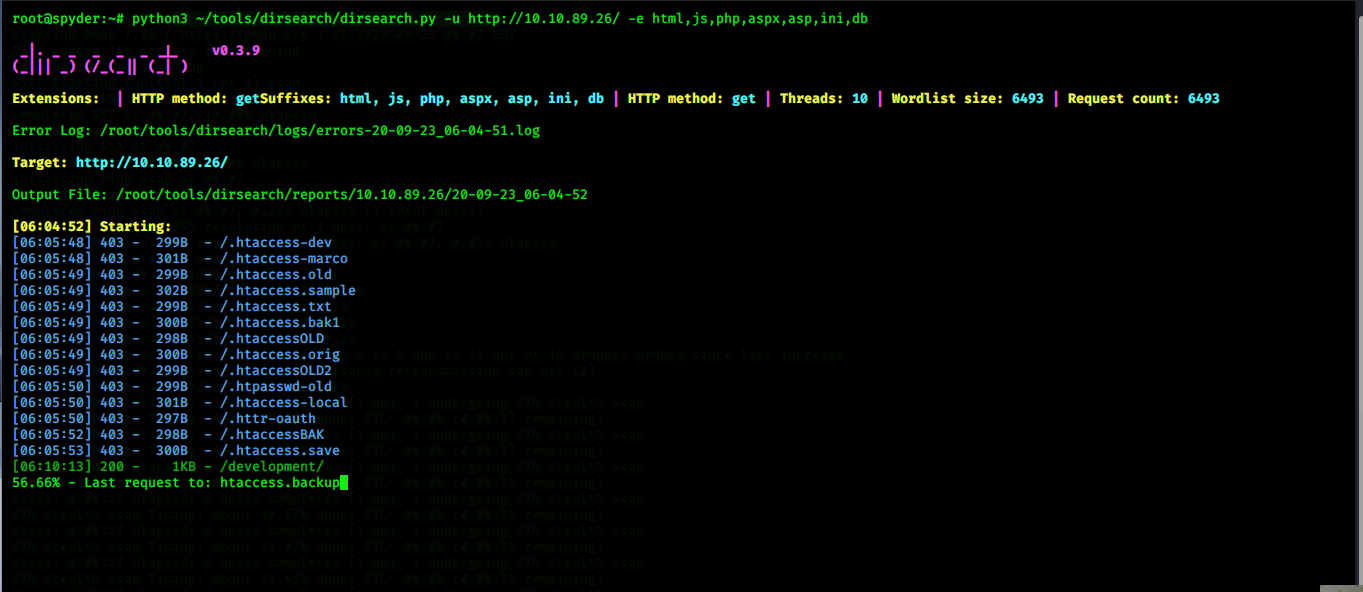 root@spyder:~# python3 ~/tools/dirsearch/dirsearch.py -u http://10.10.89.26/ -e html,js,php,aspx,asp,ini,db
 _|. _ _  _  _  _ _|_    v0.3.9
(_||| _) (/_(_|| (_| )
Extensions:  | HTTP method: getSuffixes: html, js, php, aspx, asp, ini, db | HTTP method: get | Threads: 10 | Wordlist size: 6493 | Request count: 6493
Error Log: /root/tools/dirsearch/logs/errors-20-09-23_06-04-51.log
Target: http://10.10.89.26/
Output File: /root/tools/dirsearch/reports/10.10.89.26/20-09-23_06-04-52
[06:04:52] Starting:
[06:05:48] 403 -  299B  - /.htaccess-dev
[06:05:48] 403 -  301B  - /.htaccess-marco
[06:05:49] 403 -  299B  - /.htaccess.old
[06:05:49] 403 -  302B  - /.htaccess.sample
[06:05:49] 403 -  299B  - /.htaccess.txt
[06:05:49] 403 -  300B  - /.htaccess.bak1
[06:05:49] 403 -  298B  - /.htaccessOLD
[06:05:49] 403 -  300B  - /.htaccess.orig
[06:05:49] 403 -  299B  - /.htaccessOLD2
[06:05:50] 403 -  299B  - /.htpasswd-old
[06:05:50] 403 -  301B  - /.htaccess-local
[06:05:50] 403 -  297B  - /.httr-oauth
[06:05:52] 403 -  298B  - /.htaccessBAK
[06:05:53] 403 -  300B  - /.htaccess.save
[06:10:13] 200 -    1KB - /development/
56.66% - Last request to: htaccess.backup